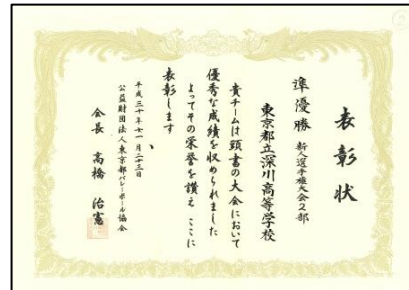 表彰状
準優勝 新人選手権大会2部
東京都立深川高等学校
貴チームは頭書の大会において
優秀な成績を収められました
よってその栄誉を讃え ここに
表彰します
平成三十年十一月二十三日
公益財団法人東京都バレーボール協会
会長 高橋治憲